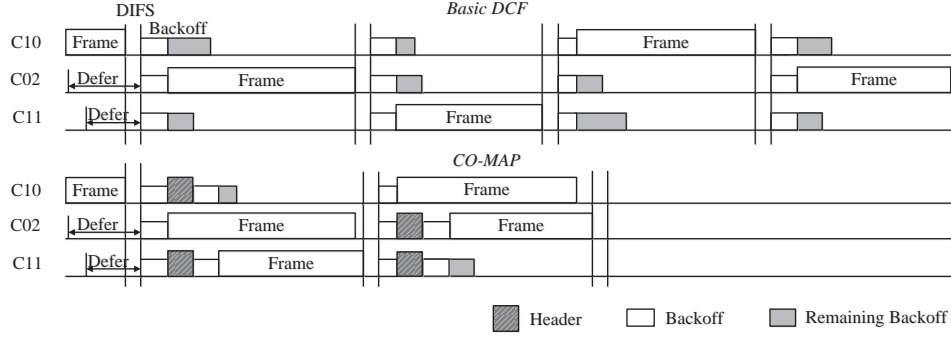 DIFS Basic DCF
Backoff
C10 Frame Frame
C02 Defer Frame Frame
C11 Defer Frame
CO-MAP
C10 Frame Frame
C02 Defer Frame Frame
C11 Defer Frame
Header Backoff Remaining Backoff